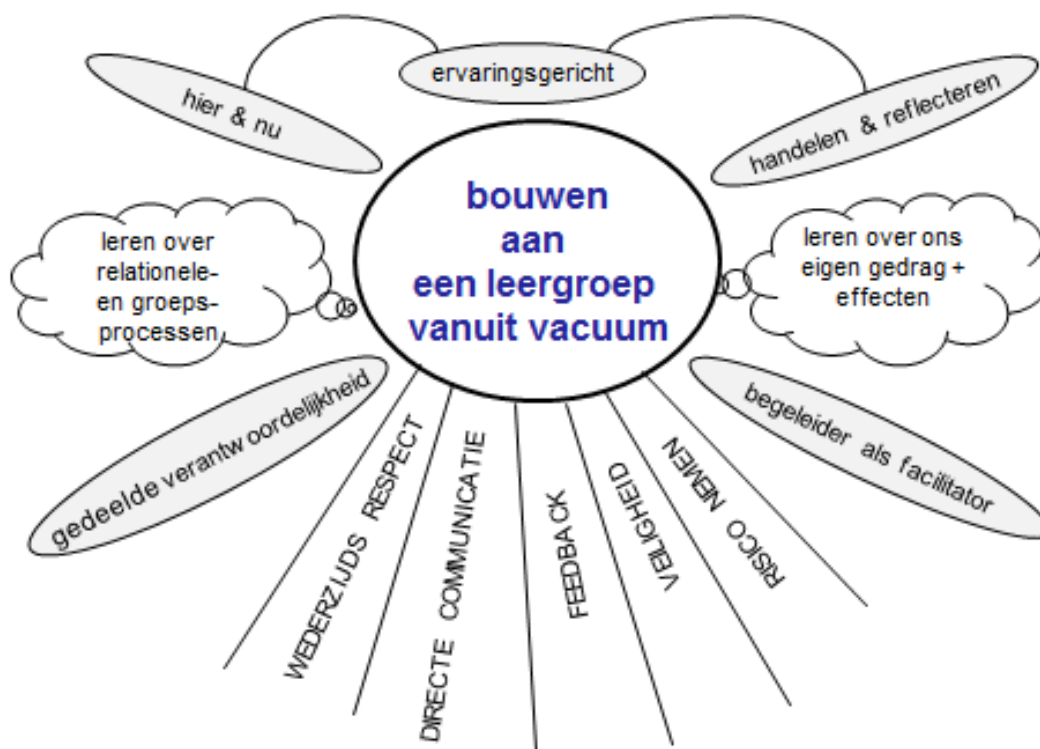 ervaringsgericht
hier & nu
handelen & reflecteren
bouwen
aan
een leergroep
vanuit vacuum
leren over
relationele-
en groeps-
processen
leren over ons
eigen gedrag +
effecten
gedeelde verantwoordelijkheid
begeleider als facilitator
WEDERZIJDS RESPECT
DIRECTE COMMUNICATIE
FEEDBACK
VEILIGHEID
RISICO NEMEN